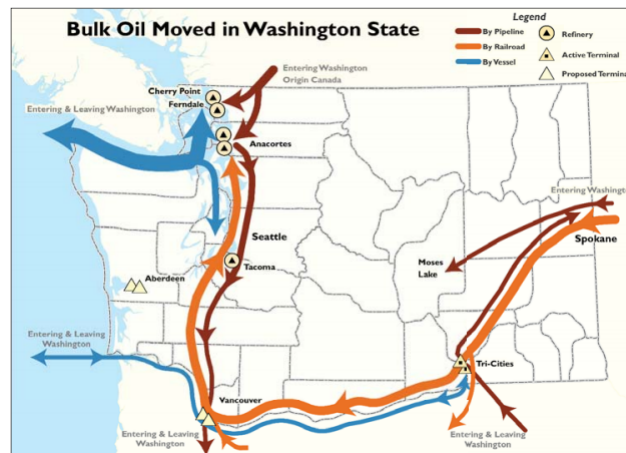 Bulk Oil Moved in Washington State
Legend
By Pipeline
By Railroad
By Vessel
Refinery
Active Terminal
Proposed Termina
Entering Washington
Origin Canada
Cherry Point
Ferndale
Entering & Leaving Washington
Anacortes
Entering Washing
Seattle
Spokane
Moses
Lake
Tacoma
Aberdeen
Entering & Leaving
Washington
Tri-Cities
Vancouver
Entering & Leaving
Washington
Entering & Leaving
Washington